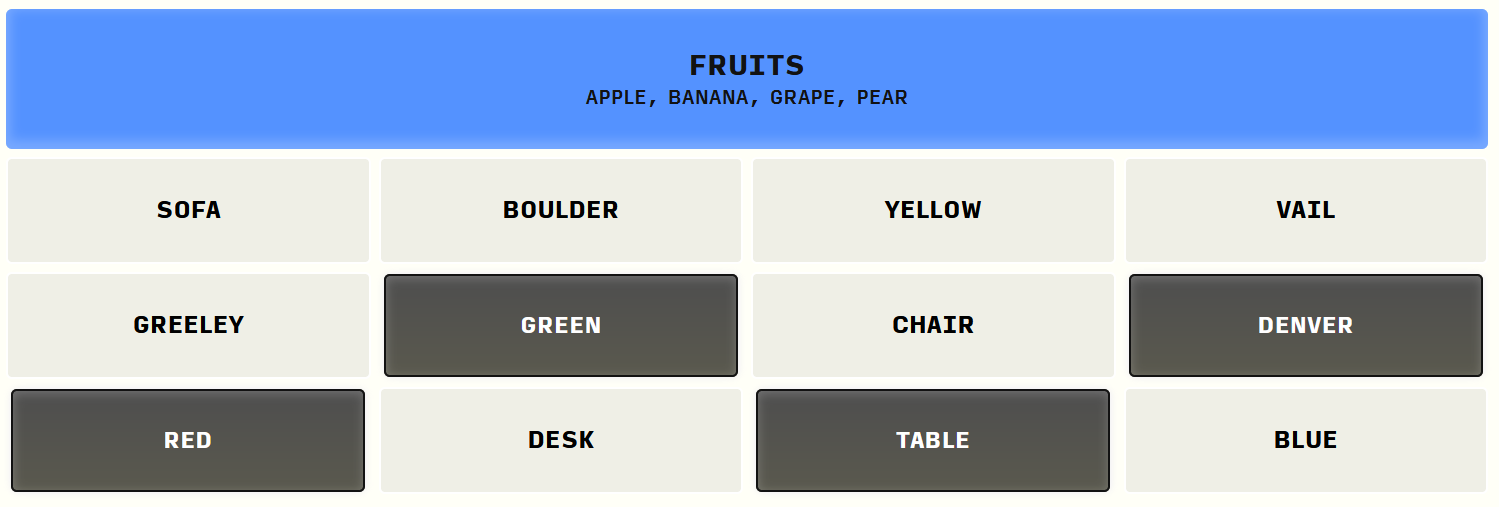 FRUITS
APPLE, BANANA, GRAPE, PEAR
SOFA BOULDER YELLOW VAIL
GREELEY GREEN CHAIR DENVER
RED DESK TABLE BLUE